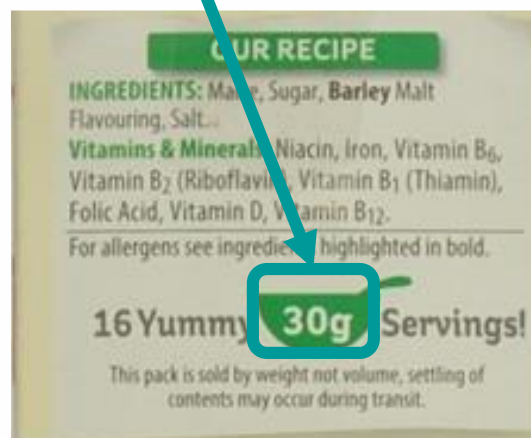 OUR RECIPE
INGREDIENTS: Maize, Sugar, Barley Malt
Flavouring, Salt.
Vitamins & Minerals: Niacin, Iron, Vitamin B6,
Vitamin B2 (Riboflavin), Vitamin B1 (Thiamin),
Folic Acid, Vitamin D, Vitamin B12.
For allergens see ingredients highlighted in bold.
16 Yummy 30g Servings!
This pack is sold by weight not volume, settling of
contents may occur during transit.